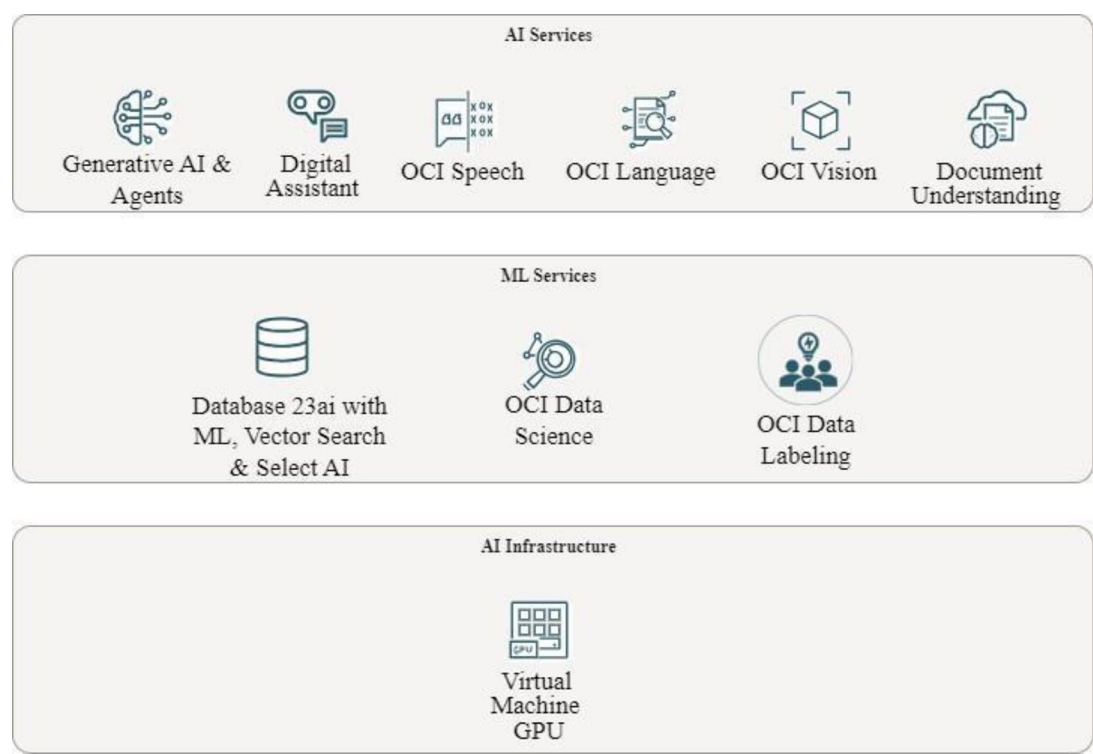 AI Services
Generative AI &
Agents
Digital
Assistant
OCI Speech
OCI Language
OCI Vision
Document
Understanding
ML Services
Database 23ai with
ML, Vector Search
& Select AI
OCI Data
Science
OCI Data
Labeling
AI Infrastructure
GPU
Virtual
Machine
GPU